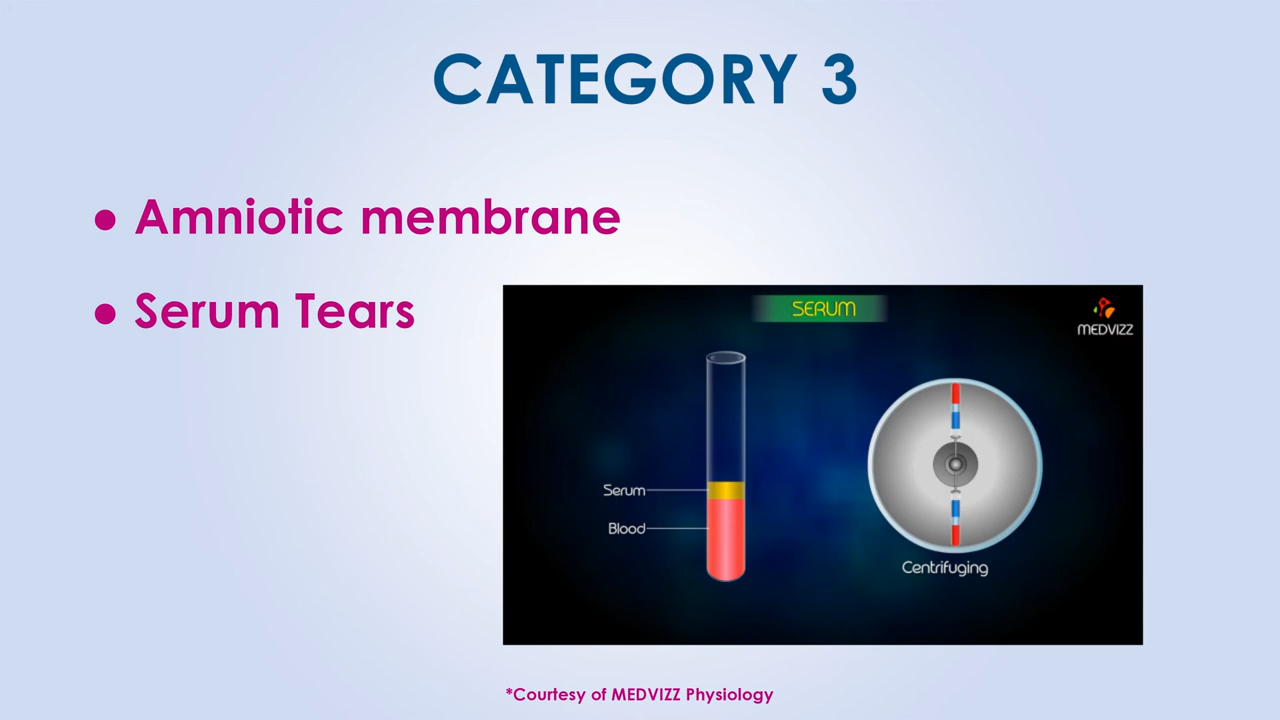 CATEGORY 3
● Amniotic membrane
● Serum Tears
SERUM
MEDVIZZ
Serum
Blood
Centrifuging
*Courtesy of MEDVIZZ Physiology